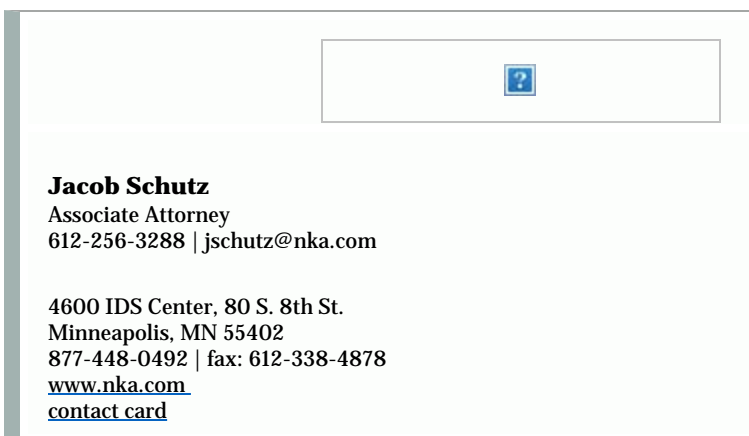 Jacob Schutz
Associate Attorney
612-256-3288 | jschutz@nka.com
4600 IDS Center, 80 S. 8th St.
Minneapolis, MN 55402
877-448-0492 | fax: 612-338-4878
www.nka.com
contact card